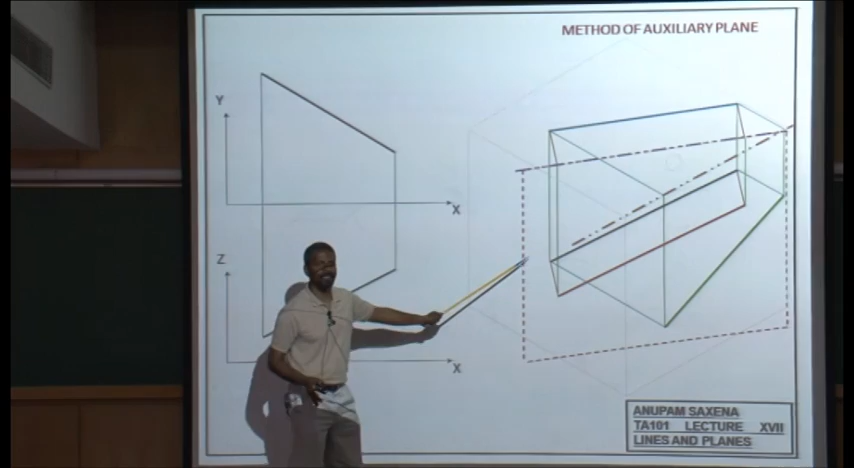 METHOD OF AUXILIARY PLANE
Y
X
Z
X
ANUPAM SAXENA
TA101 LECTURE XVII
LINES AND PLANES